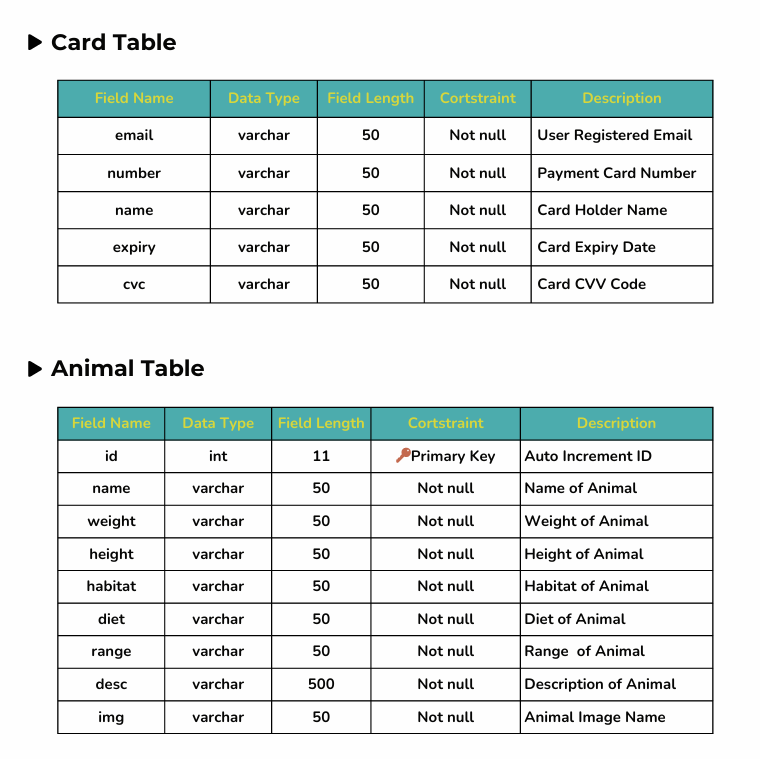 Card Table
Field Name Data Type Field Length Cortstraint Description
email varchar 50 Not null User Registered Email
number varchar 50 Not null Payment Card Number
name varchar 50 Not null Card Holder Name
expiry varchar 50 Not null Card Expiry Date
cvc varchar 50 Not null Card CVV Code
Animal Table
Field Name Data Type Field Length Cortstraint Description
id int 11 Primary Key Auto Increment ID
name varchar 50 Not null Name of Animal
weight varchar 50 Not null Weight of Animal
height varchar 50 Not null Height of Animal
habitat varchar 50 Not null Habitat of Animal
diet varchar 50 Not null Diet of Animal
range varchar 50 Not null Range of Animal
desc varchar 500 Not null Description of Animal
img varchar 50 Not null Animal Image Name